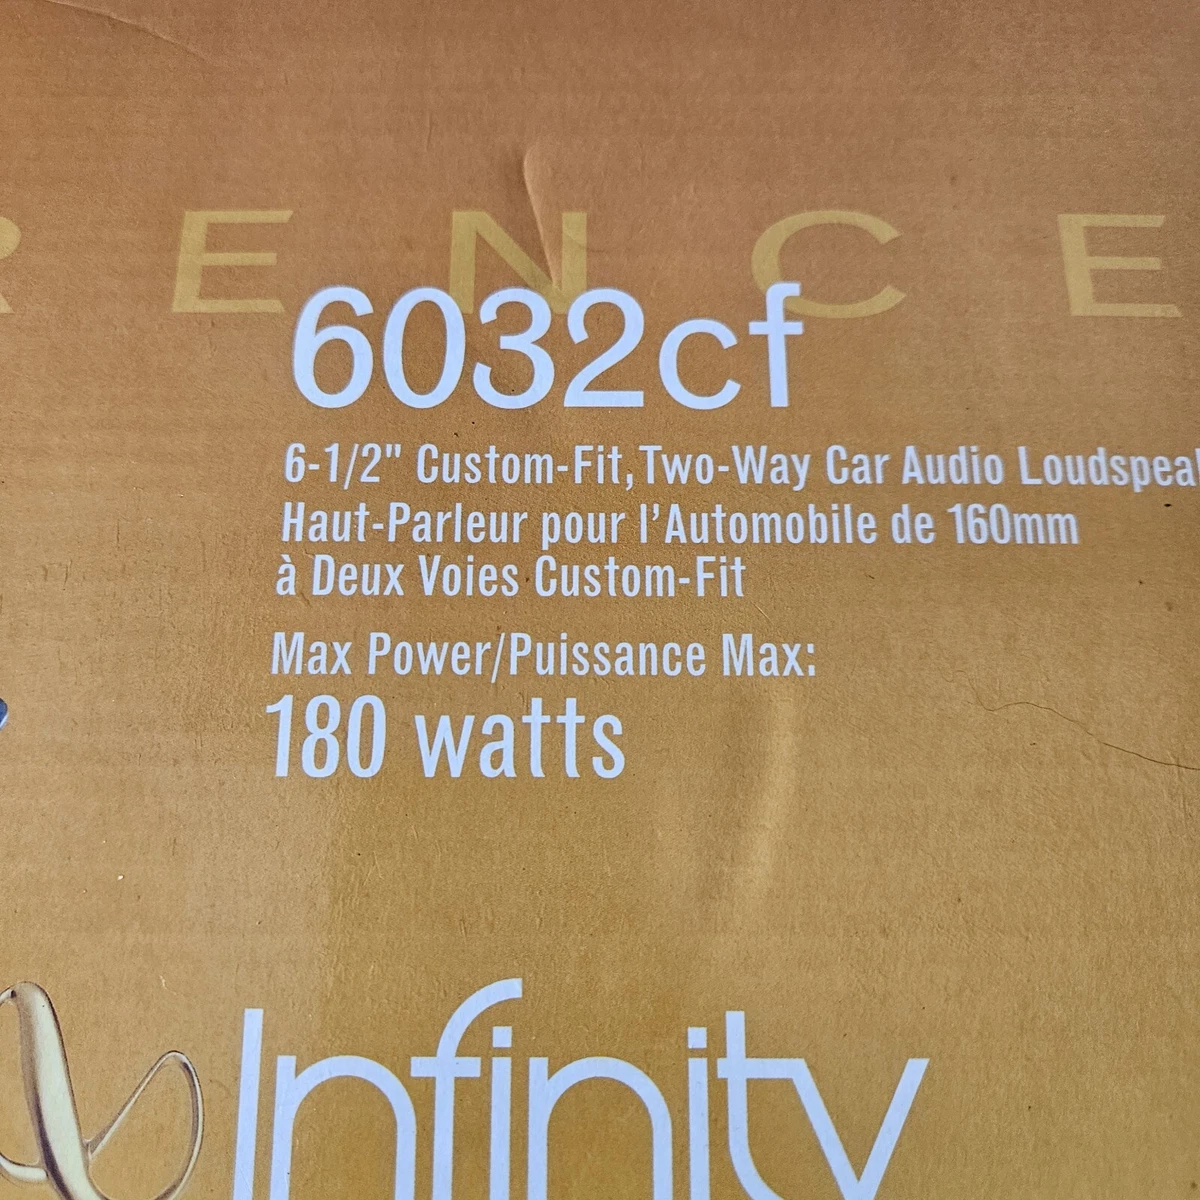 RENCE
6032cf
6-1/2" Custom-Fit, Two-Way Car Audio Loudspeak
Haut-Parleur pour l’Automobile de 160mm
à Deux Voies Custom-Fit
Max Power/Puissance Max:
180 watts
Infinity